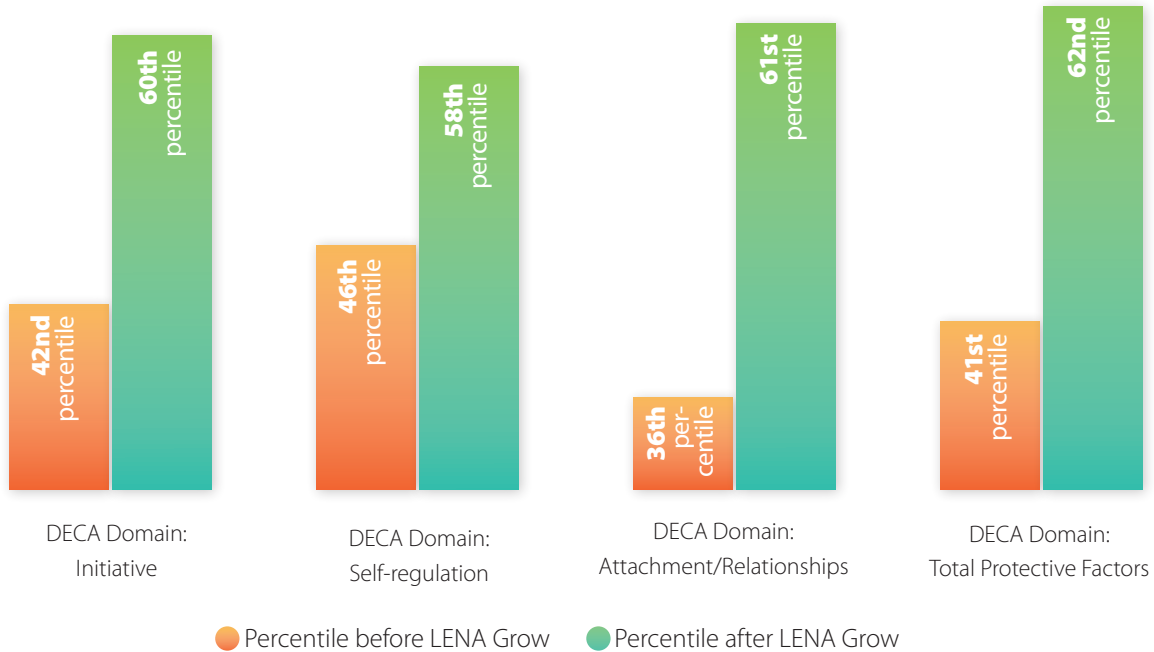 42nd
percentile
60th
percentile
46th
percentile
58th
percentile
36th
per-
centile
61st
percentile
41st
percentile
62nd
percentile
DECA Domain:
Initiative
DECA Domain:
Self-regulation
DECA Domain:
Attachment/Relationships
DECA Domain:
Total Protective Factors
Percentile before LENA Grow
Percentile after LENA Grow